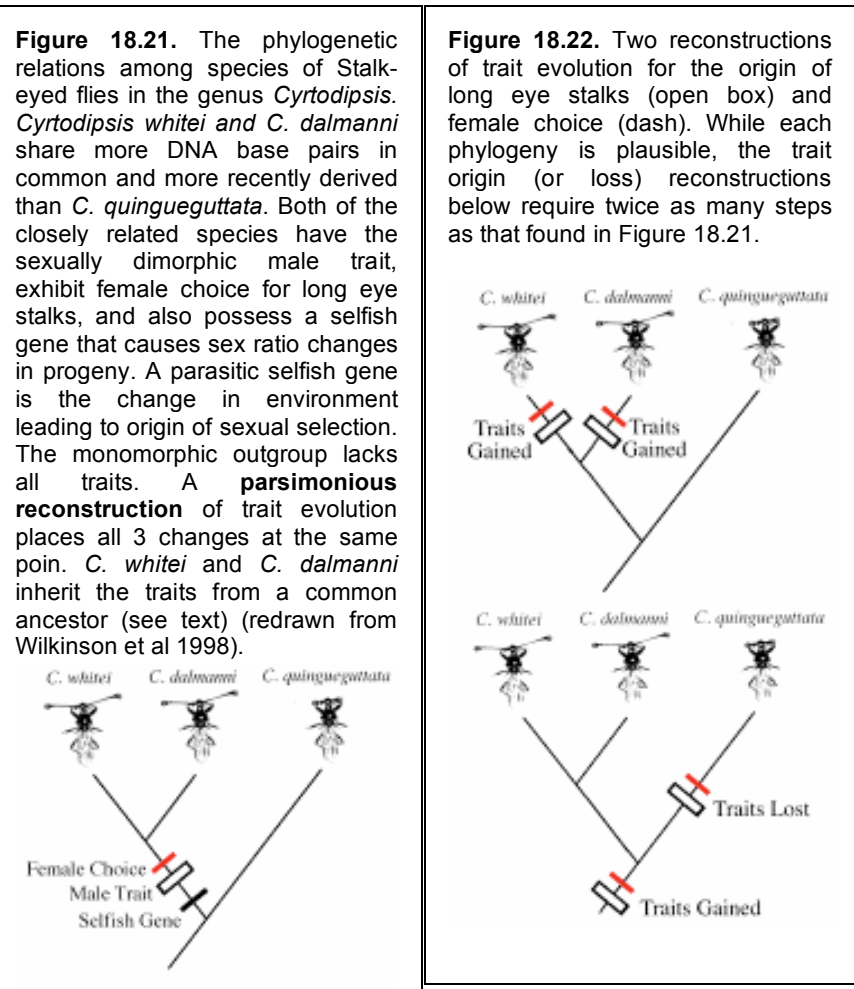 Figure 18.21. The phylogenetic
relations among species of Stalk-
eyed flies in the genus Cyrtodipsis.
Cyrtodipsis whitei and C. dalmanni
share more DNA base pairs in
common and more recently derived
than C. quingueguttata. Both of the
closely related species have the
sexually dimorphic male trait,
exhibit female choice for long eye
stalks, and also possess a selfish
gene that causes sex ratio changes
in progeny. A parasitic selfish gene
is the change in environment
leading to origin of sexual selection.
The monomorphic outgroup lacks
all traits. A parsimonious
reconstruction of trait evolution
places all 3 changes at the same
poin. C. whitei and C. dalmanni
inherit the traits from a common
ancestor (see text) (redrawn from
Wilkinson et al 1998).
C. whitei C. dalmanni C. quingueguttata
Female Choice
Male Trait
Selfish Gene
Figure 18.22. Two reconstructions
of trait evolution for the origin of
long eye stalks (open box) and
female choice (dash). While each
phylogeny is plausible, the trait
origin (or loss) reconstructions
below require twice as many steps
as that found in Figure 18.21.
C. whitei C. dalmanni C. quingueguttata
Traits
Gained
Traits
Gained
C. whitei C. dalmanni C. quingueguttata
Traits Lost
Traits Gained